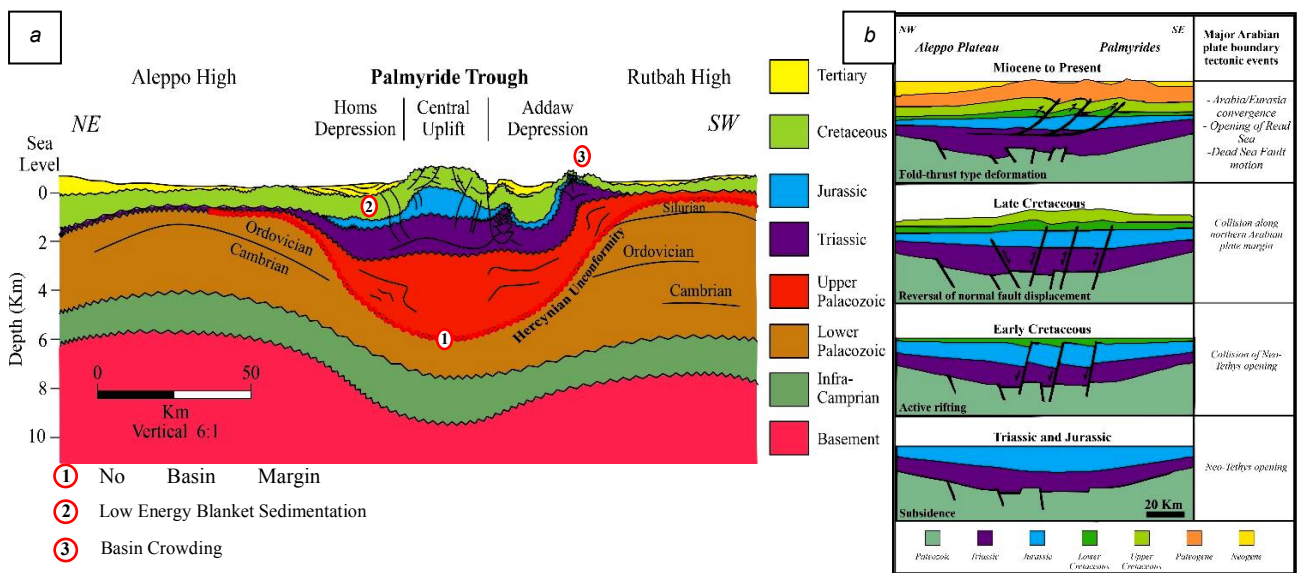 a
Aleppo High
Palmyride Trough
Rutbah High
NE
Homs
Depression
Central
Uplift
Addaw
Depression
SW
Sea
Level
0
2
4
6
8
10
Depth (Km)
3
2
1
Ordovician
Cambrian
Silurian
Ordovician
Cambrian
Hercynian Unconformity
0
50
Km
Vertical 6:1
Tertiary
Cretaceous
Jurassic
Triassic
Upper
Palaeozoic
Lower
Palaeozoic
Infra-
Camprian
Basement
1 No Basin Margin
2 Low Energy Blanket Sedimentation
3 Basin Crowding
b
NW
SE
Aleppo Plateau
Palmyrides
Major Arabian
plate boundary
tectonic events
Miocene to Present
Fold-thrust type deformation
- Arabia/Eurasia
convergence
- Opening of Read
Sea
-Dead Sea Fault
motion
Late Cretaceous
Reversal of normal fault displacement
Collision along
northern Arabian
plate margin
Early Cretaceous
Active rifting
Collision of Neo-
Tethys opening
Triassic and Jurassic
Subsidence
20 Km
Neo-Tethys opening
Paleozoic
Triassic
Jurassic
Lower
Cretaceous
Upper
Cretaceous
Paleogene
Neogene